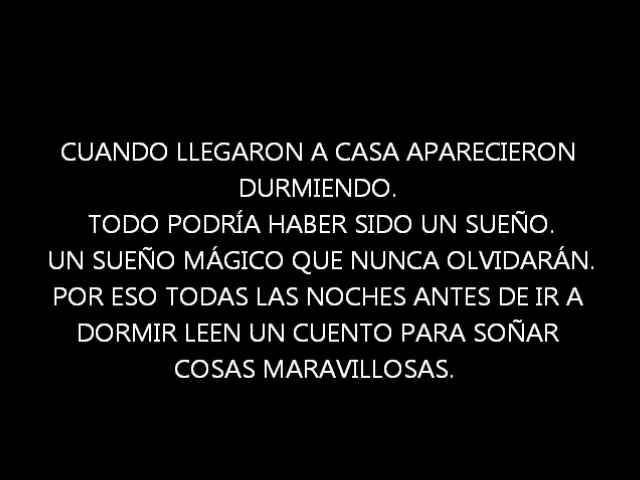 CUANDO LLEGARON A CASA APARECIERON
DURMIENDO.
TODO PODRÍA HABER SIDO UN SUEÑO.
UN SUEÑO MÁGICO QUE NUNCA OLVIDARÁN.
POR ESO TODAS LAS NOCHES ANTES DE IR A
DORMIR LEEN UN CUENTO PARA SOÑAR
COSAS MARAVILLOSAS.